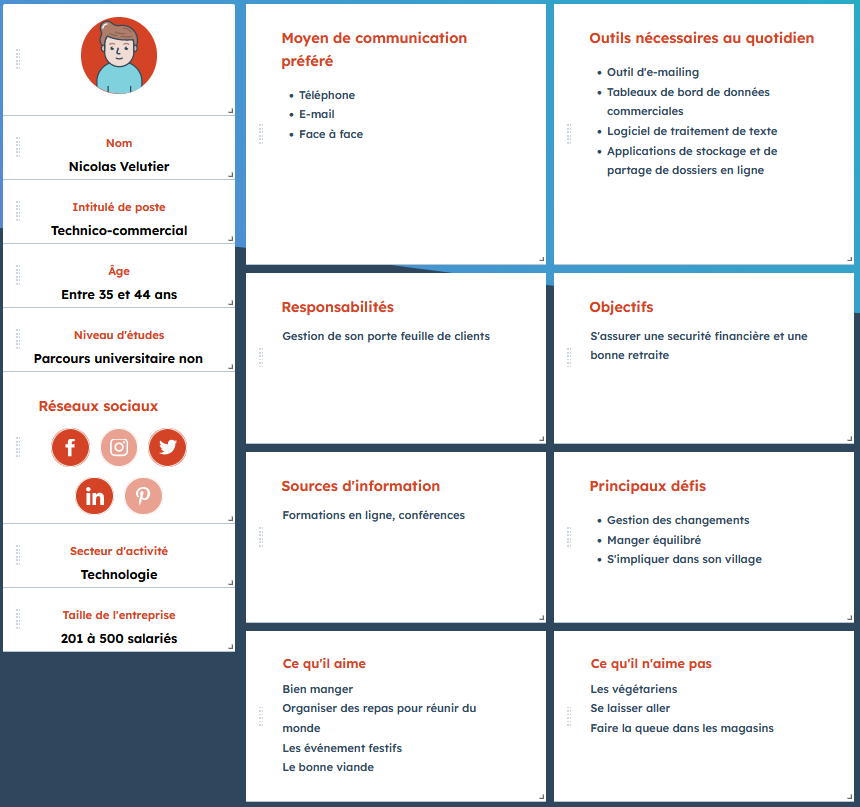 Nom
Nicolas Velutier
Intitulé de poste
Technico-commercial
Âge
Entre 35 et 44 ans
Niveau d'études
Parcours universitaire non
Réseaux sociaux
Secteur d'activité
Technologie
Taille de l'entreprise
201 à 500 salariés
Moyen de communication
préféré
Téléphone
E-mail
Face à face
Outils nécessaires au quotidien
Outil d'e-mailing
Tableaux de bord de données
commerciales
Logiciel de traitement de texte
Applications de stockage et de
partage de dossiers en ligne
Responsabilités
Gestion de son porte feuille de clients
Objectifs
S'assurer une securité financière et une
bonne retraite
Sources d'information
Formations en ligne, conférences
Principaux défis
Gestion des changements
Manger équilibré
S'impliquer dans son village
Ce qu'il aime
Bien manger
Organiser des repas pour réunir du
monde
Les événement festifs
Le bonne viande
Ce qu'il n'aime pas
Les végétariens
Se laisser aller
Faire la queue dans les magasins